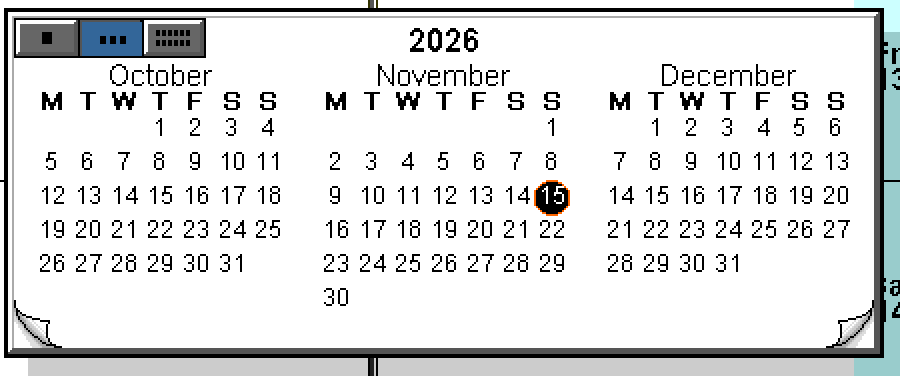 2026
October November December
M T W T F S S M T W T F S S M T W T F S S
1 2 3 4 1 1 2 3 4 5 6
5 6 7 8 9 10 11 2 3 4 5 6 7 8 7 8 9 10 11 12 13
12 13 14 15 16 17 18 9 10 11 12 13 14 15 14 15 16 17 18 19 20
19 20 21 22 23 24 25 16 17 18 19 20 21 22 21 22 23 24 25 26 27
26 27 28 29 30 31 23 24 25 26 27 28 29 28 29 30 31
30